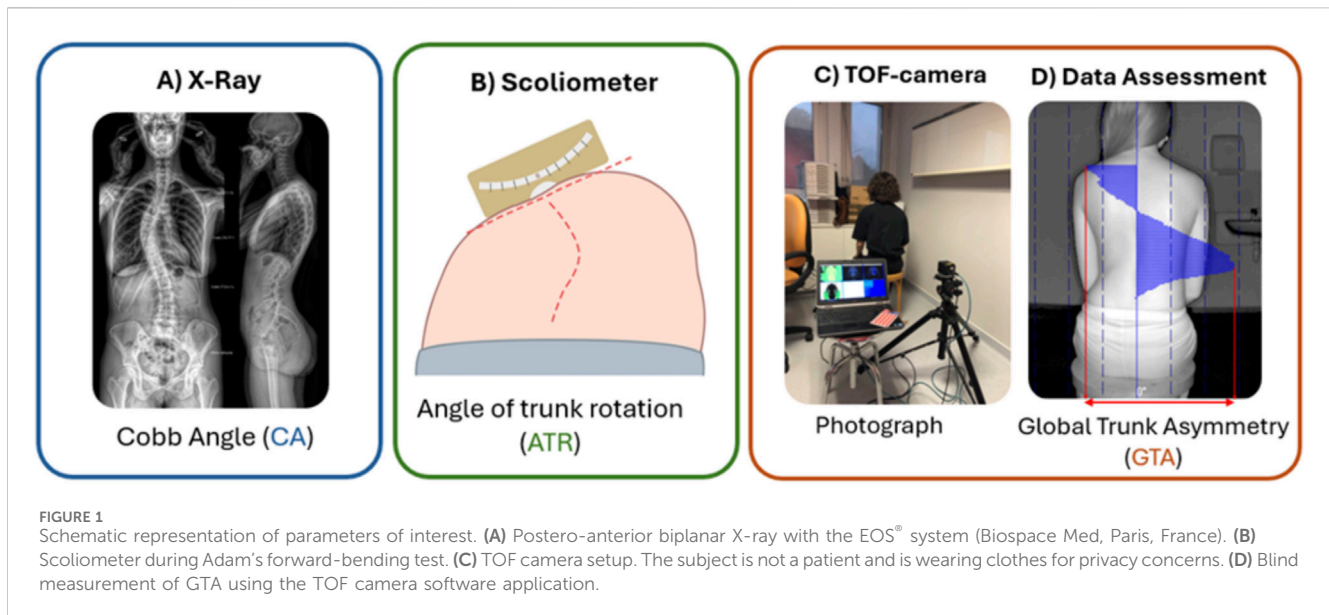 A) X-Ray
Cobb Angle (CA)
B) Scoliometer
Angle of trunk rotation
(ATR)
C) TOF-camera
Photograph
D) Data Assessment
Global Trunk Asymmetry
(GTA)
FIGURE 1
Schematic representation of parameters of interest. (A) Postero-anterior biplanar X-ray with the EOS® system (Biospace Med, Paris, France). (B)
Scoliometer during Adam's forward-bending test. (C) TOF camera setup. The subject is not a patient and is wearing clothes for privacy concerns. (D) Blind
measurement of GTA using the TOF camera software application.